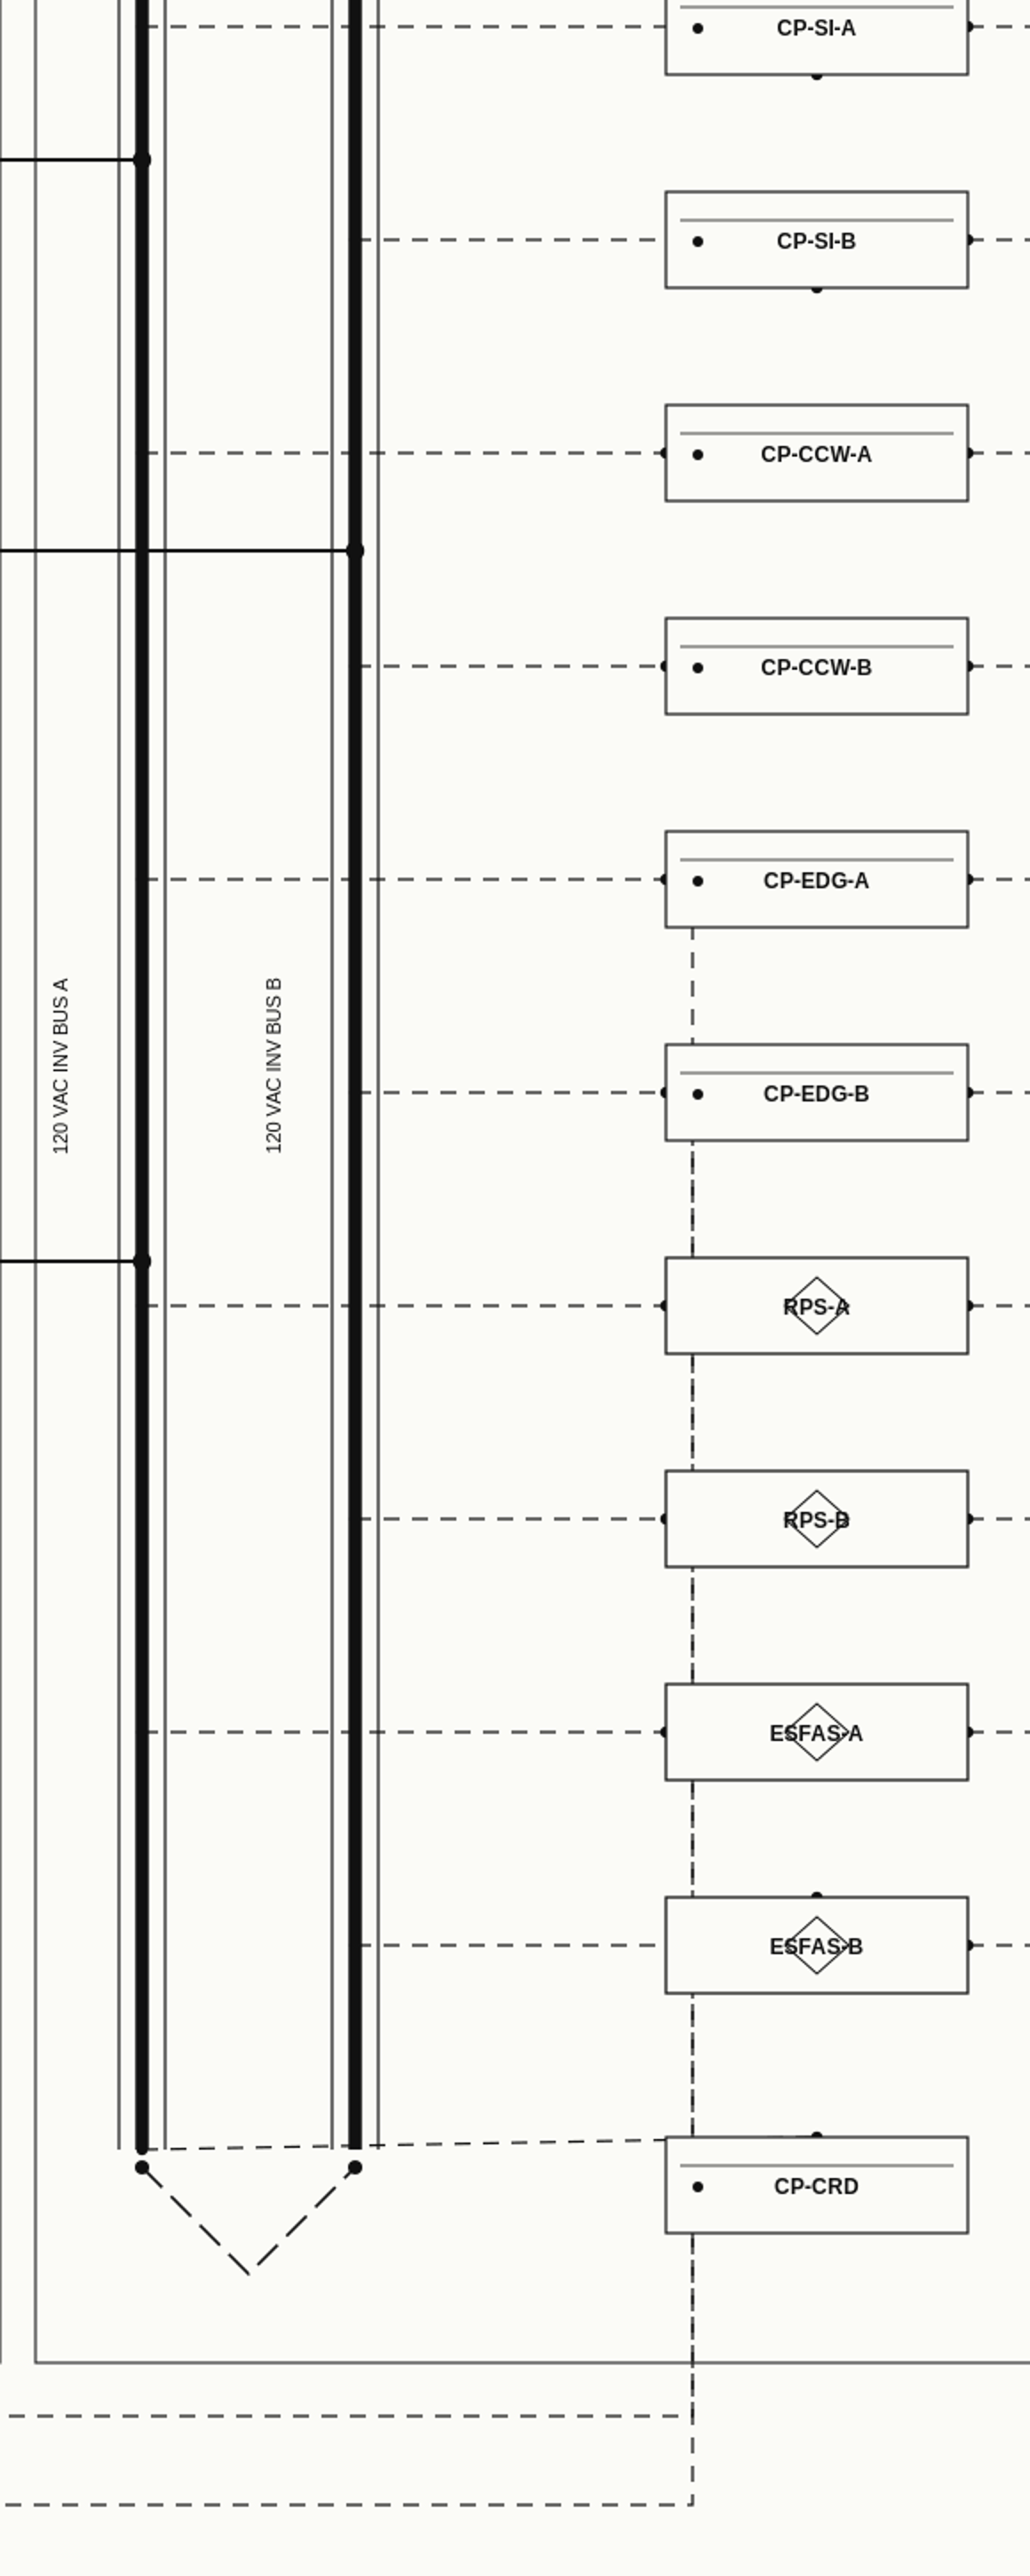 CP-SI-A
CP-SI-B
CP-CCW-A
CP-CCW-B
CP-EDG-A
120 VAC INV BUS A
120 VAC INV BUS B
CP-EDG-B
RPS-A
RPS-B
ESFAS-A
ESFAS-B
CP-CRD